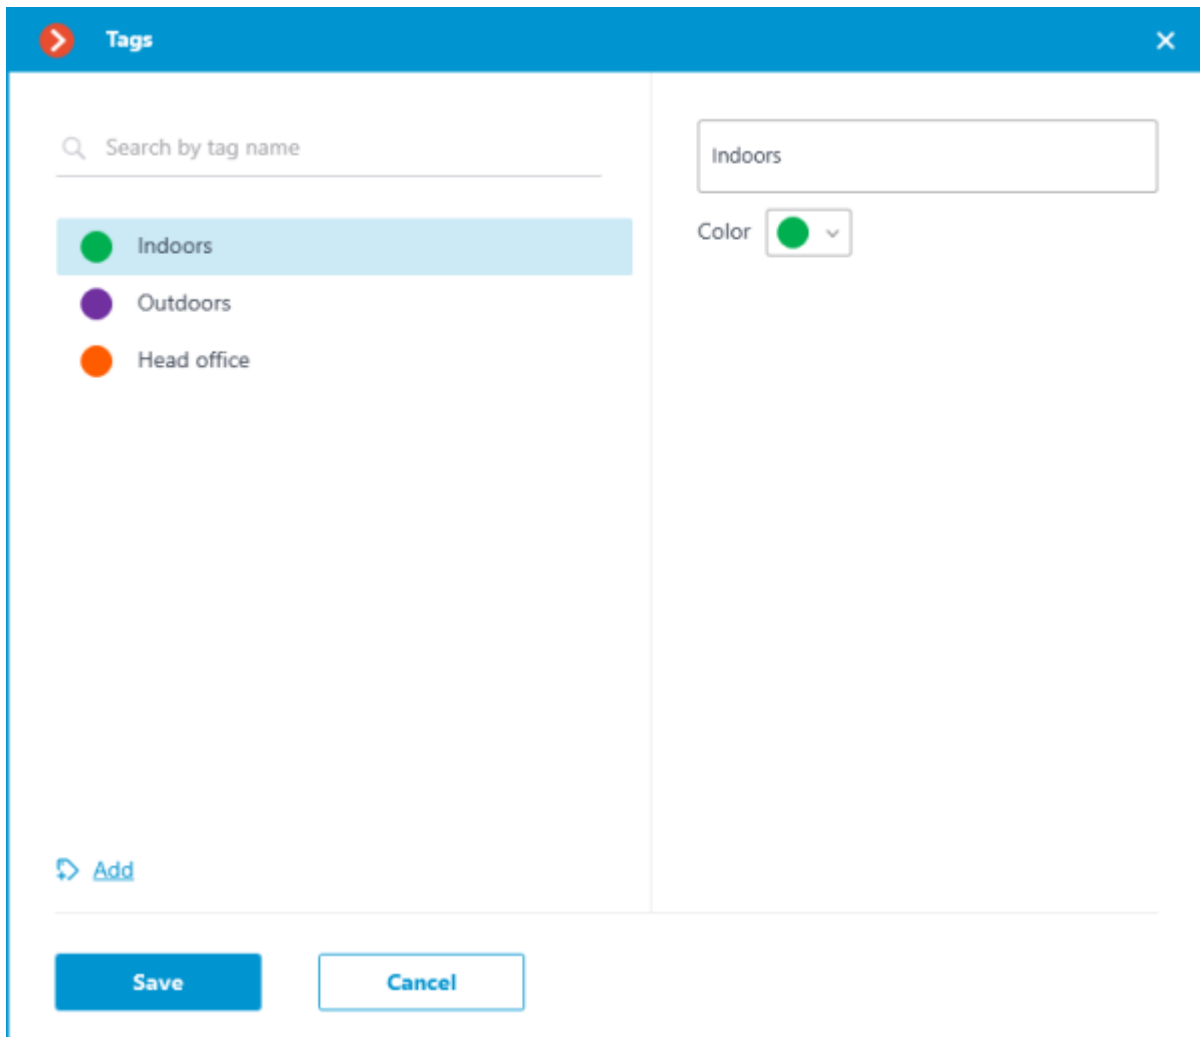 Tags
Search by tag name
Indoors
Outdoors
Head office
Add
Indoors
Color
Save
Cancel